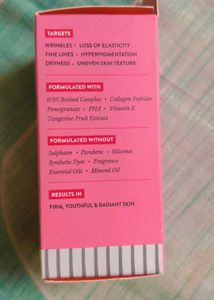 TARGETS
WRINKLES • LOSS OF ELASTICITY
FINE LINES • HYPERPIGMENTATION
DRYNESS • UNEVEN SKIN TEXTURE
FORMULATED WITH
0.9% Retinol Complex • Collagen Peptides
Pomegranate • PHA • Vitamin E
Tangerine Fruit Extract
FORMULATED WITHOUT
Sulphates • Parabens • Silicones
Synthetic Dyes • Fragrance
Essential Oils • Mineral Oil
RESULTS IN
FIRM, YOUTHFUL & RADIANT SKIN